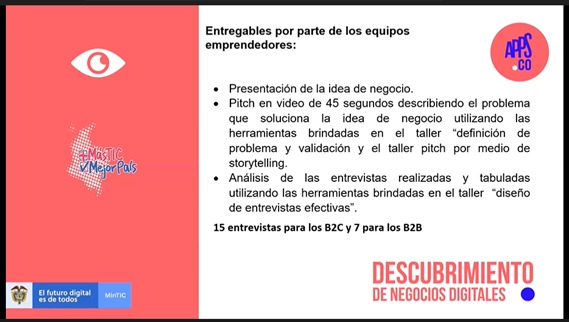 Entregables por parte de los equipos
emprendedores:
APPS
.CO
• Presentación de la idea de negocio.
• Pitch en video de 45 segundos describiendo el problema
que soluciona la idea de negocio utilizando las
herramientas brindadas en el taller “definición de
problema y validación y el taller pitch por medio de
storytelling.
• Análisis de las entrevistas realizadas y tabuladas
utilizando las herramientas brindadas en el taller “diseño
de entrevistas efectivas”.
15 entrevistas para los B2C y 7 para los B2B
+MásTIC
✓MejorPaís
El futuro digital
es de todos
MinTIC
DESCUBRIMIENTO
DE NEGOCIOS DIGITALES